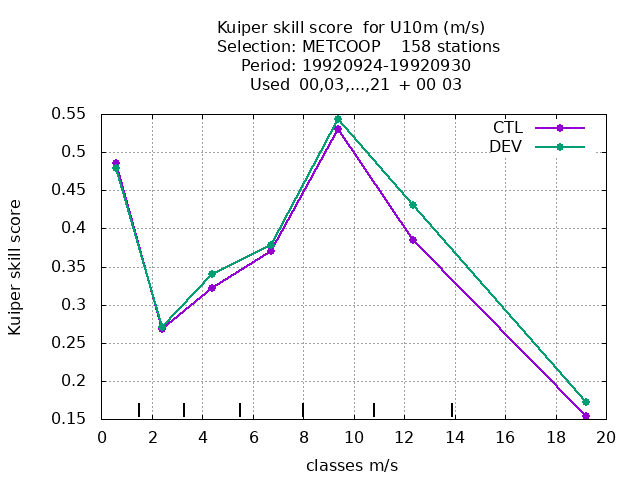 Kuiper skill score  for U10m (m/s)
Selection: METCOOP    158 stations
Period: 19920924-19920930
Used  00,03,...,21  + 00 03
CTL
DEV
Kuiper skill score
0.55
0.5
0.45
0.4
0.35
0.3
0.25
0.2
0.15
0 2 4 6 8 10 12 14 16 18 20
classes m/s